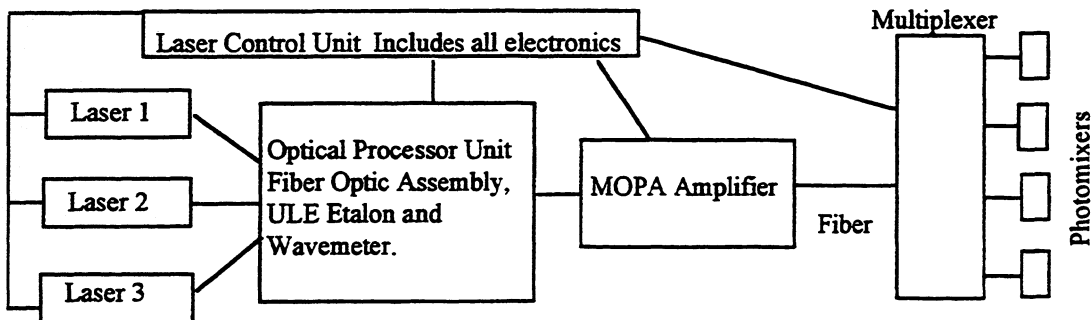 Multiplexer
Laser Control Unit Includes all electronics
Laser 1
Laser 2
Laser 3
Optical Processor Unit
Fiber Optic Assembly,
ULE Etalon and
Wavemeter.
MOPA Amplifier
Fiber
Photomixers